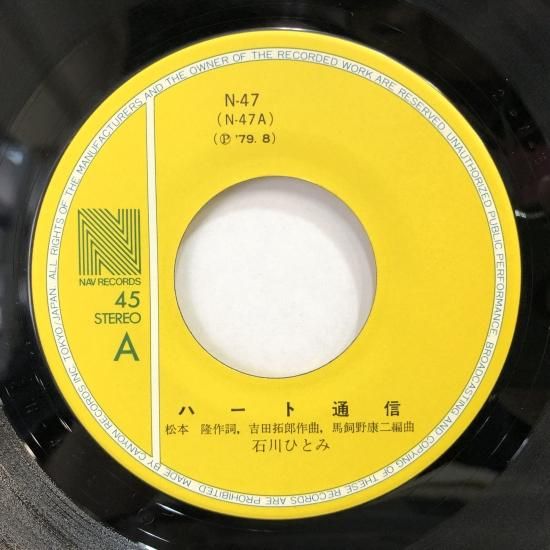 N-47
(N-47A)
(Ⓟ '79. 8)
NAV RECORDS
45
STEREO
A
ハート通信
松本 隆作詞, 吉田拓郎作曲, 馬飼野康二編曲
石川ひとみ
MADE BY CANYON RECORDS INC. TOKYO/JAPAN. ALL RIGHTS OF THE MANUFACTURERS AND THE OWNER OF THE RECORDED WORK ARE RESERVED. UNAUTHORIZED PUBLIC PERFORMANCE, BROADCASTING AND COPYING OF THESE RECORDS ARE PROHIBITED